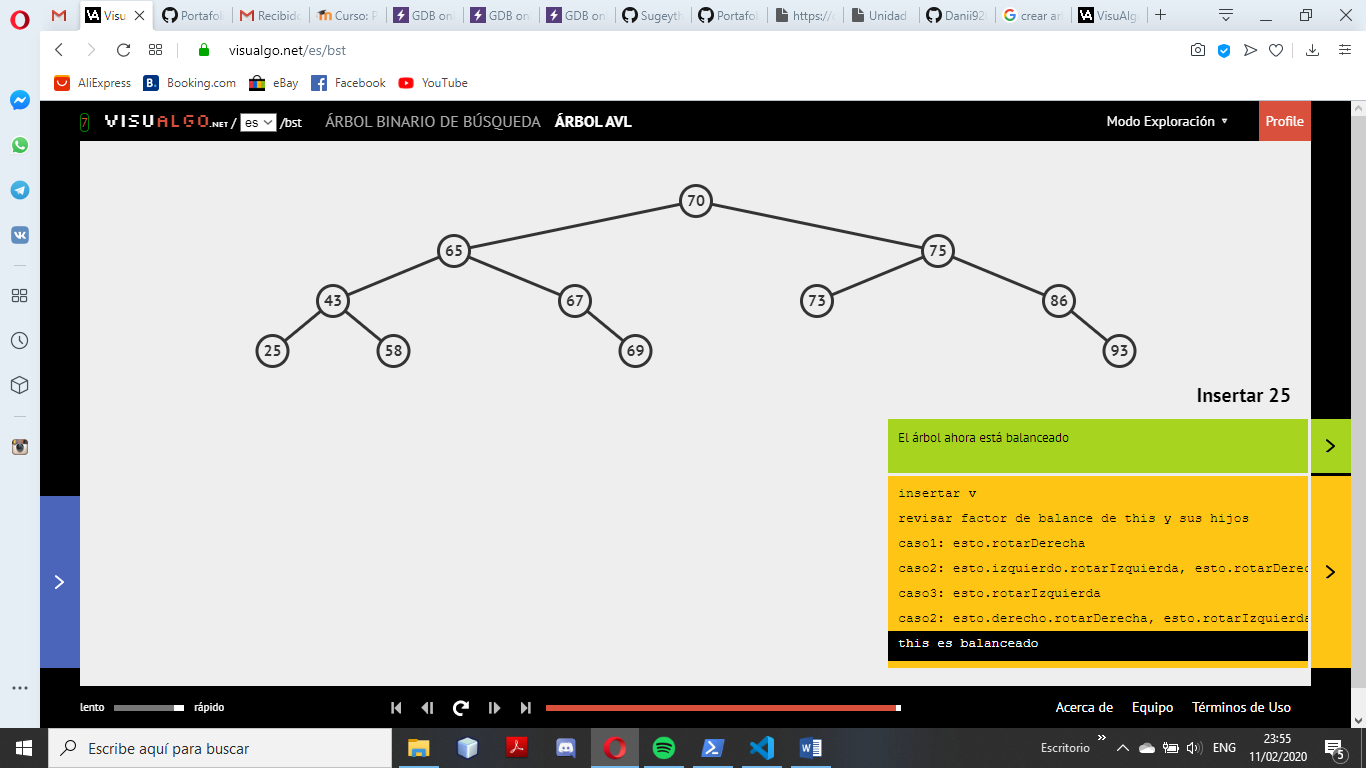 Visu
Portafol
Recibido
Curso: P
GDB onl
GDB on
GDB on
Sugeyth
Portafol
https://
Unidad
Danii92
crear ar
VisuAlg
visualgo.net/es/bst
AliExpress
Booking.com
eBay
Facebook
YouTube
7 VISUALGO.NET / es /bst
ÁRBOL BINARIO DE BÚSQUEDA
ÁRBOL AVL
Modo Exploración ▼
Profile
70
65
75
43
67
73
86
25
58
69
93
Insertar 25
El árbol ahora está balanceado
insertar v
revisar factor de balance de this y sus hijos
caso1: esto.rotarDerecha
caso2: esto.izquierdo.rotarIzquierda, esto.rotarDerec
caso3: esto.rotarIzquierda
caso2: esto.derecho.rotarDerecha, esto.rotarIzquierda
this es balanceado
lento
rápido
Acerca de
Equipo
Términos de Uso
Escribe aquí para buscar
Escritorio
ENG
23:55
11/02/2020
5